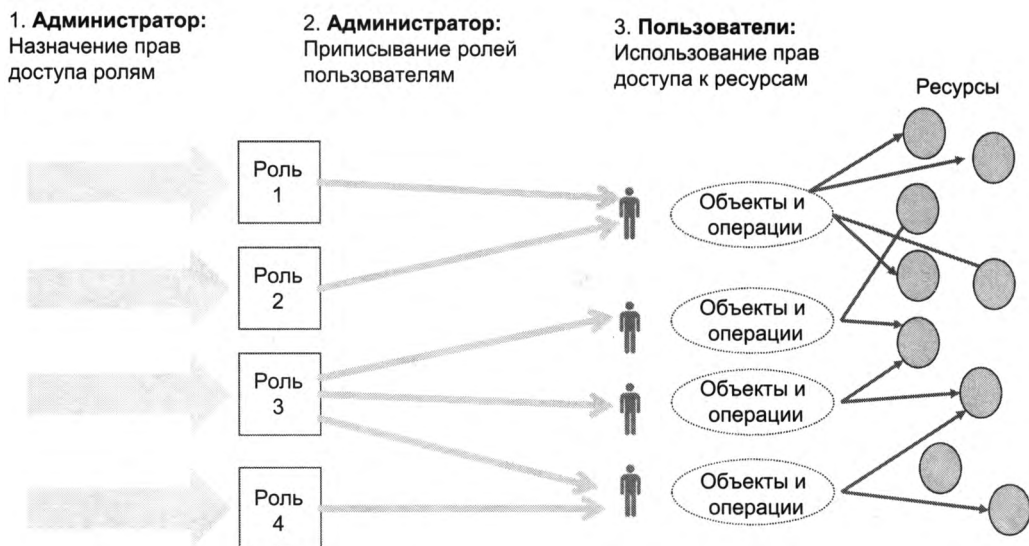 1. Администратор:
Назначение прав
доступа ролям
2. Администратор:
Приписывание ролей
пользователям
3. Пользователи:
Использование прав
доступа к ресурсам
Ресурсы
Роль
1
Объекты и
операции
Роль
2
Объекты и
операции
Роль
3
Объекты и
операции
Роль
4
Объекты и
операции